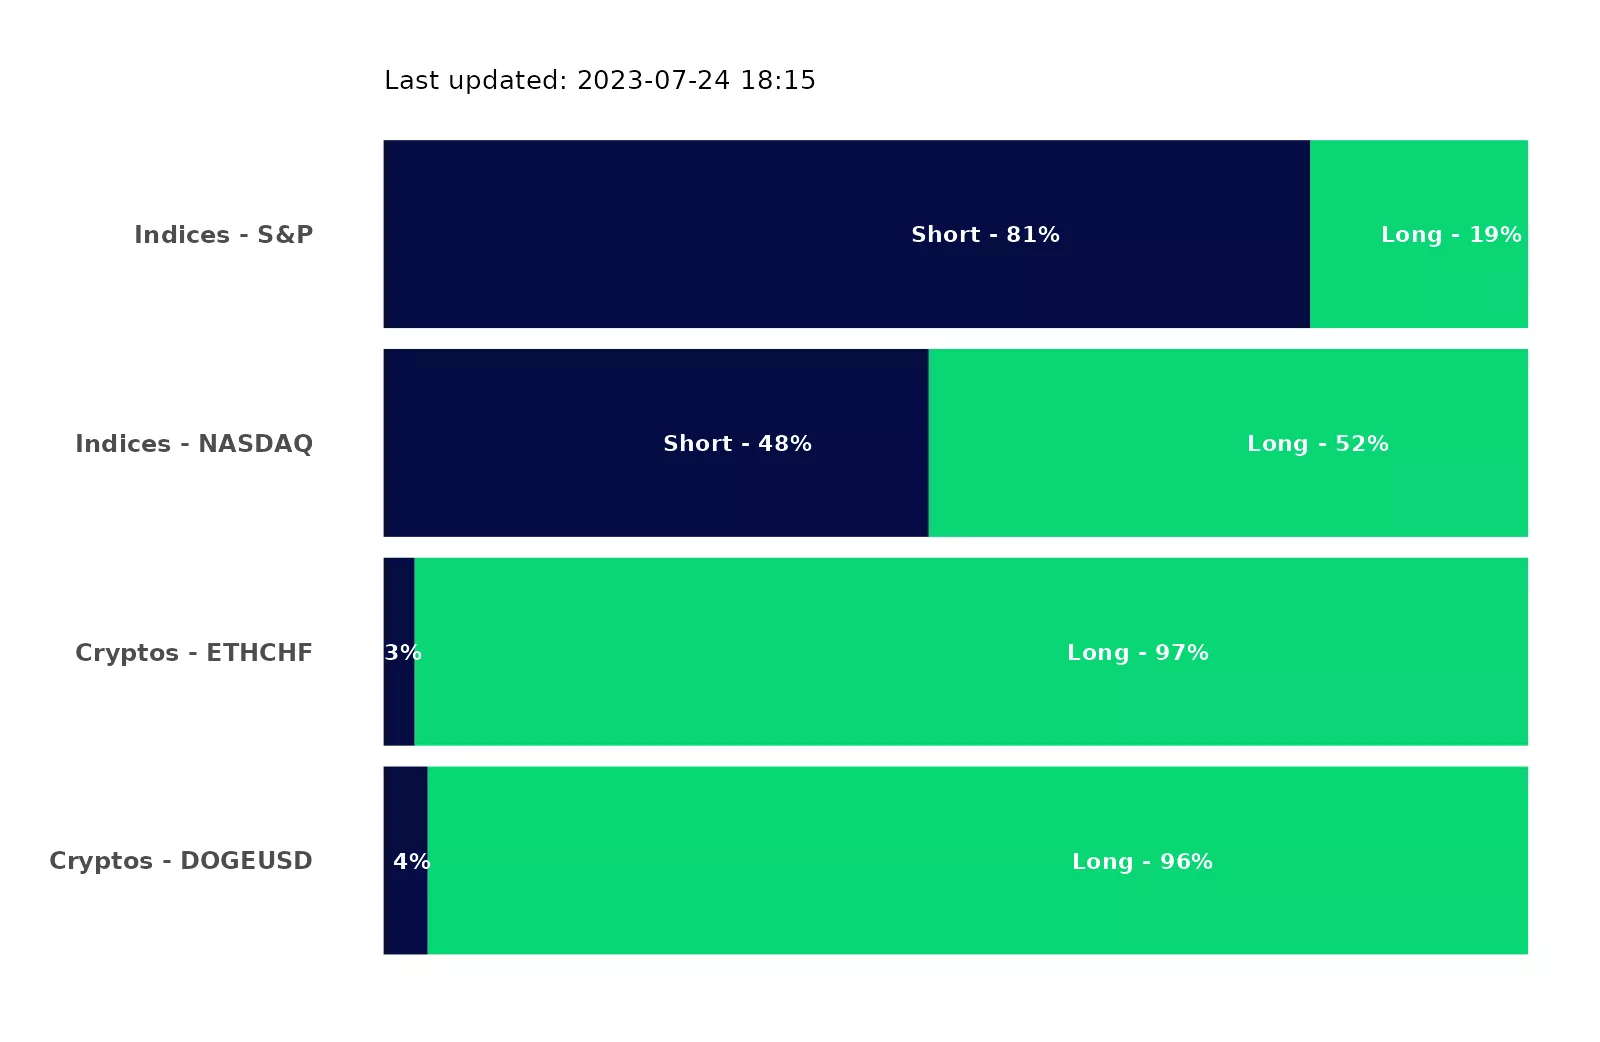 Last updated: 2023-07-24 18:15
Indices - S&P Short - 81% Long - 19%
Indices - NASDAQ Short - 48% Long - 52%
Cryptos - ETHCHF 3% Long - 97%
Cryptos - DOGEUSD 4% Long - 96%